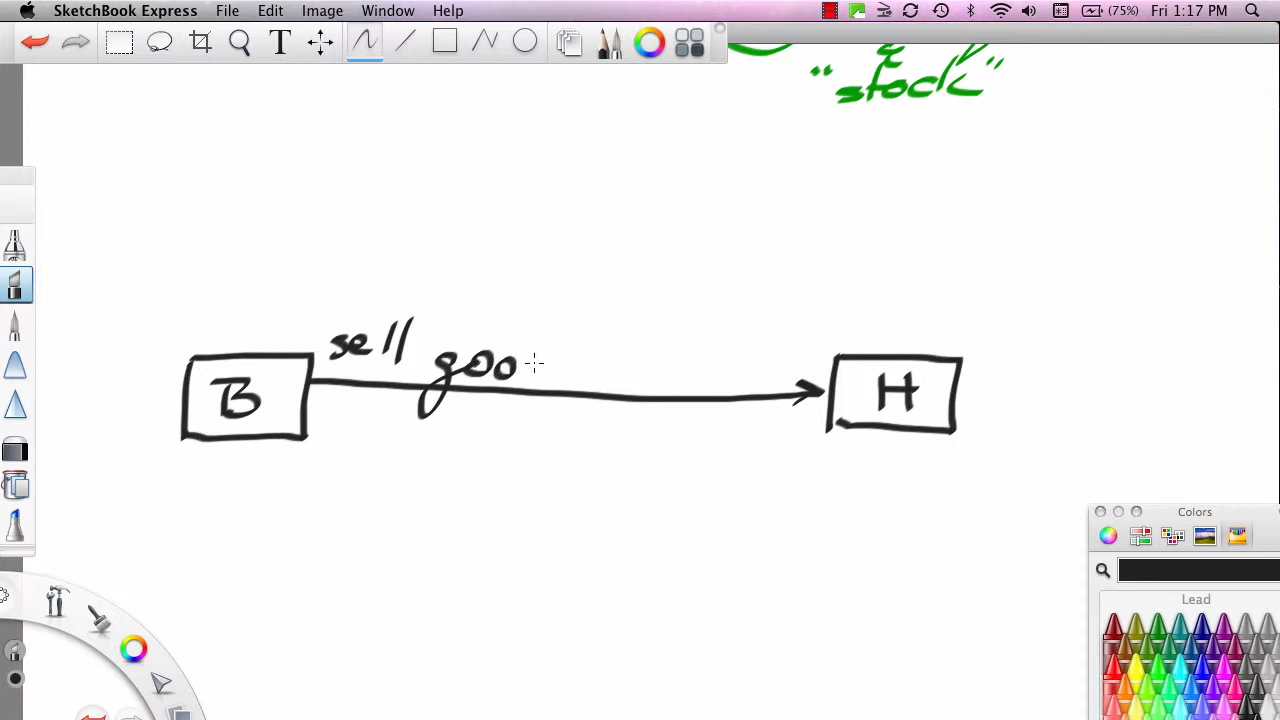 SketchBook Express File Edit Image Window Help (75%) Fri 1:17 PM
T
"stock"
sell goo
B
H
Colors
Lead